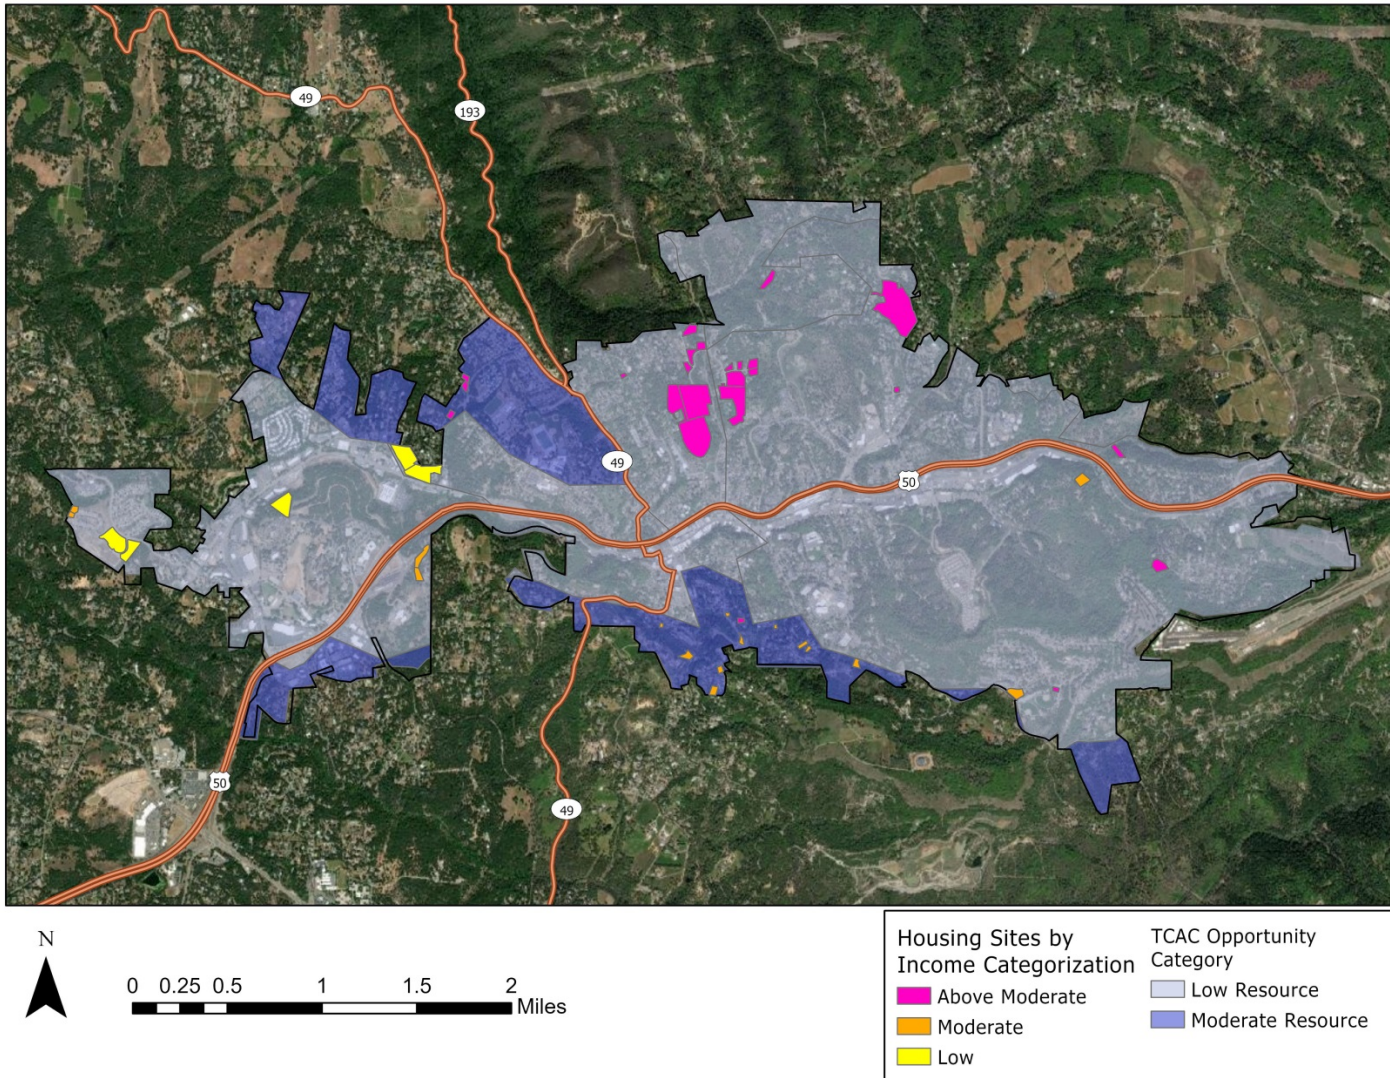 49
193
49
50
50
49
N
0 0.25 0.5 1 1.5 2
Miles
Housing Sites by
Income Categorization
Above Moderate
Moderate
Low
TCAC Opportunity
Category
Low Resource
Moderate Resource